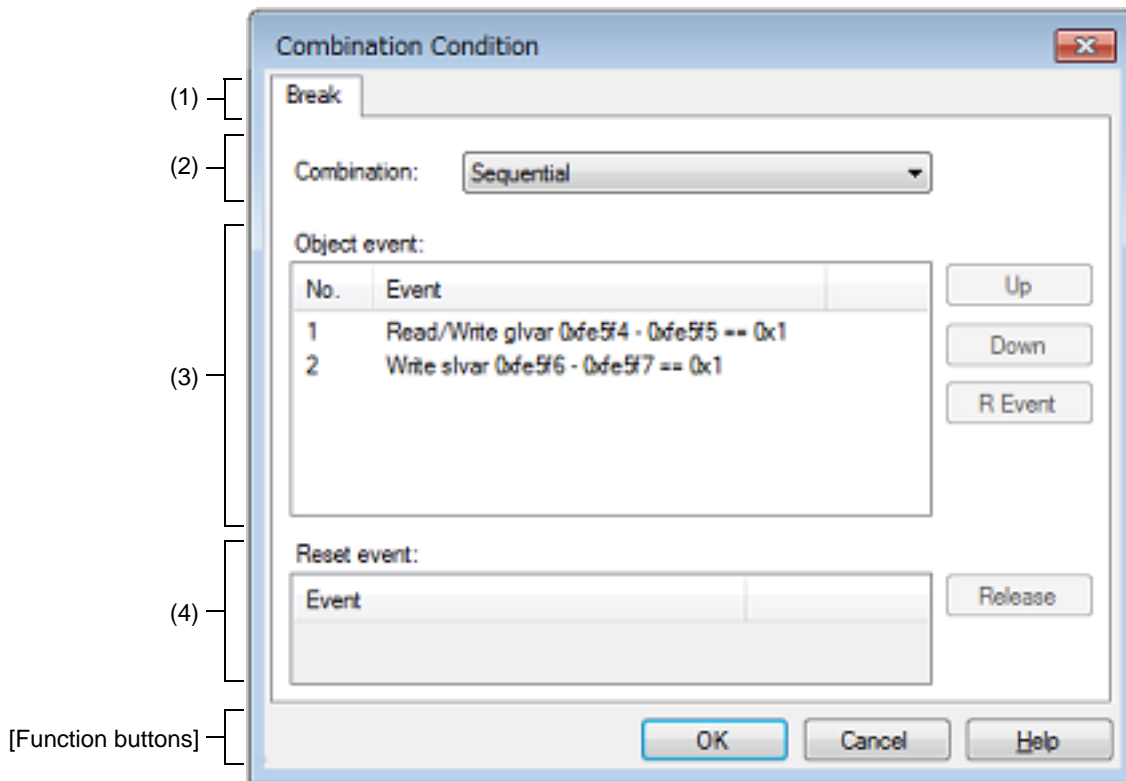 Combination Condition
(1)
Break
(2)
Combination: Sequential
(3)
Object event:
No. Event
1 Read/Write glvar 0xfe5f4 - 0xfe5f5 == 0x1
2 Write slvar 0xfe5f6 - 0xfe5f7 == 0x1
Up
Down
R Event
(4)
Reset event:
Event
Release
[Function buttons]
OK Cancel Help